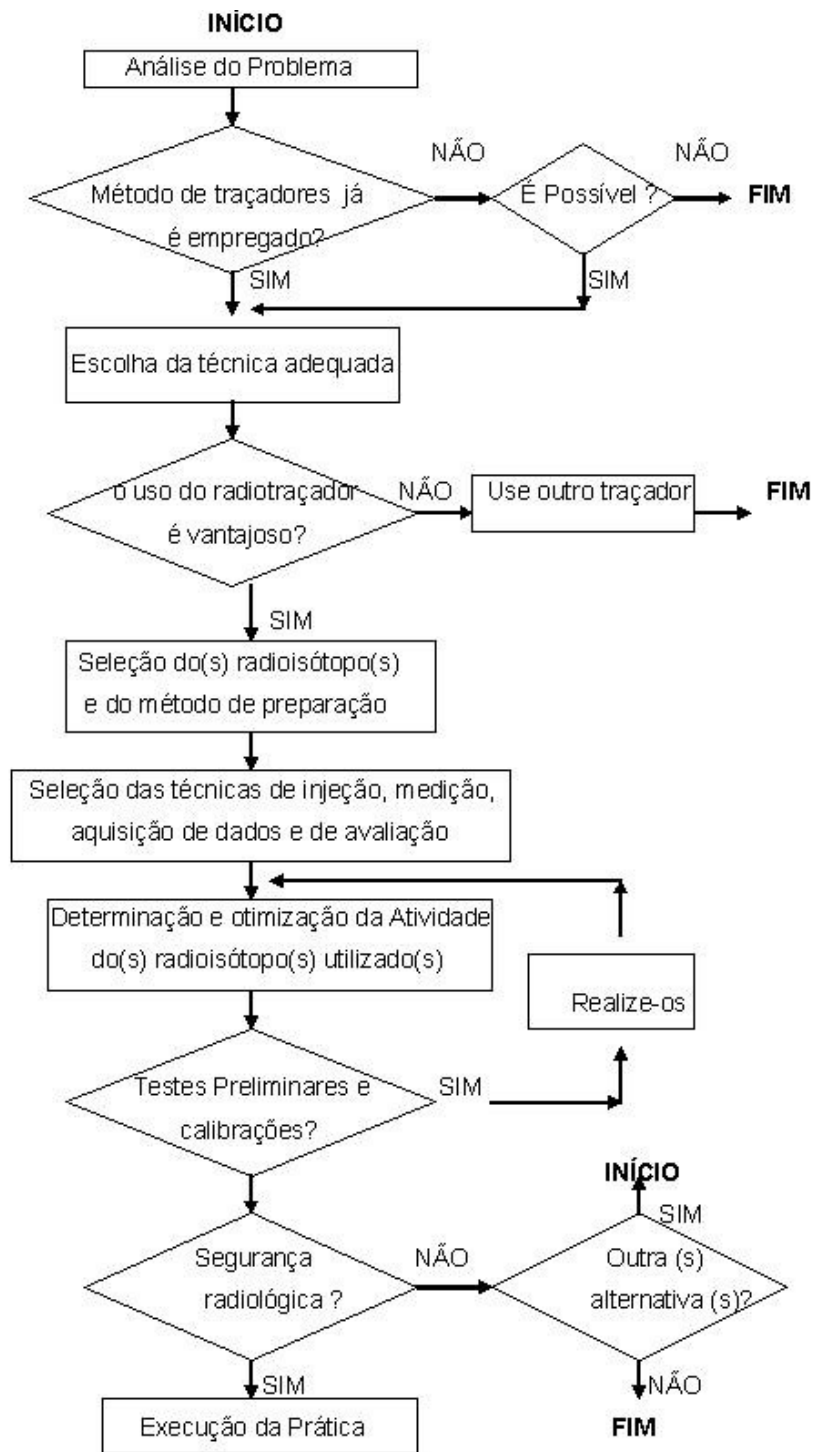 INÍCIO
Análise do Problema
NÃO
NÃO
Método de traçadores já
é empregado?
É Possível ?
FIM
SIM
SIM
Escolha da técnica adequada
o uso do radiotraçador
é vantajoso?
NÃO
Use outro traçador
FIM
SIM
Seleção do(s) radioisótopo(s)
e do método de preparação
Seleção das técnicas de injeção, medição,
aquisição de dados e de avaliação
Determinação e otimização da Atividade
do(s) radioisótopo(s) utilizado(s)
Realize-os
Testes Preliminares e
calibrações?
SIM
INÍCIO
SIM
Segurança
radiológica ?
NÃO
Outra (s)
alternativa (s)?
SIM
NÃO
Execução da Prática
FIM